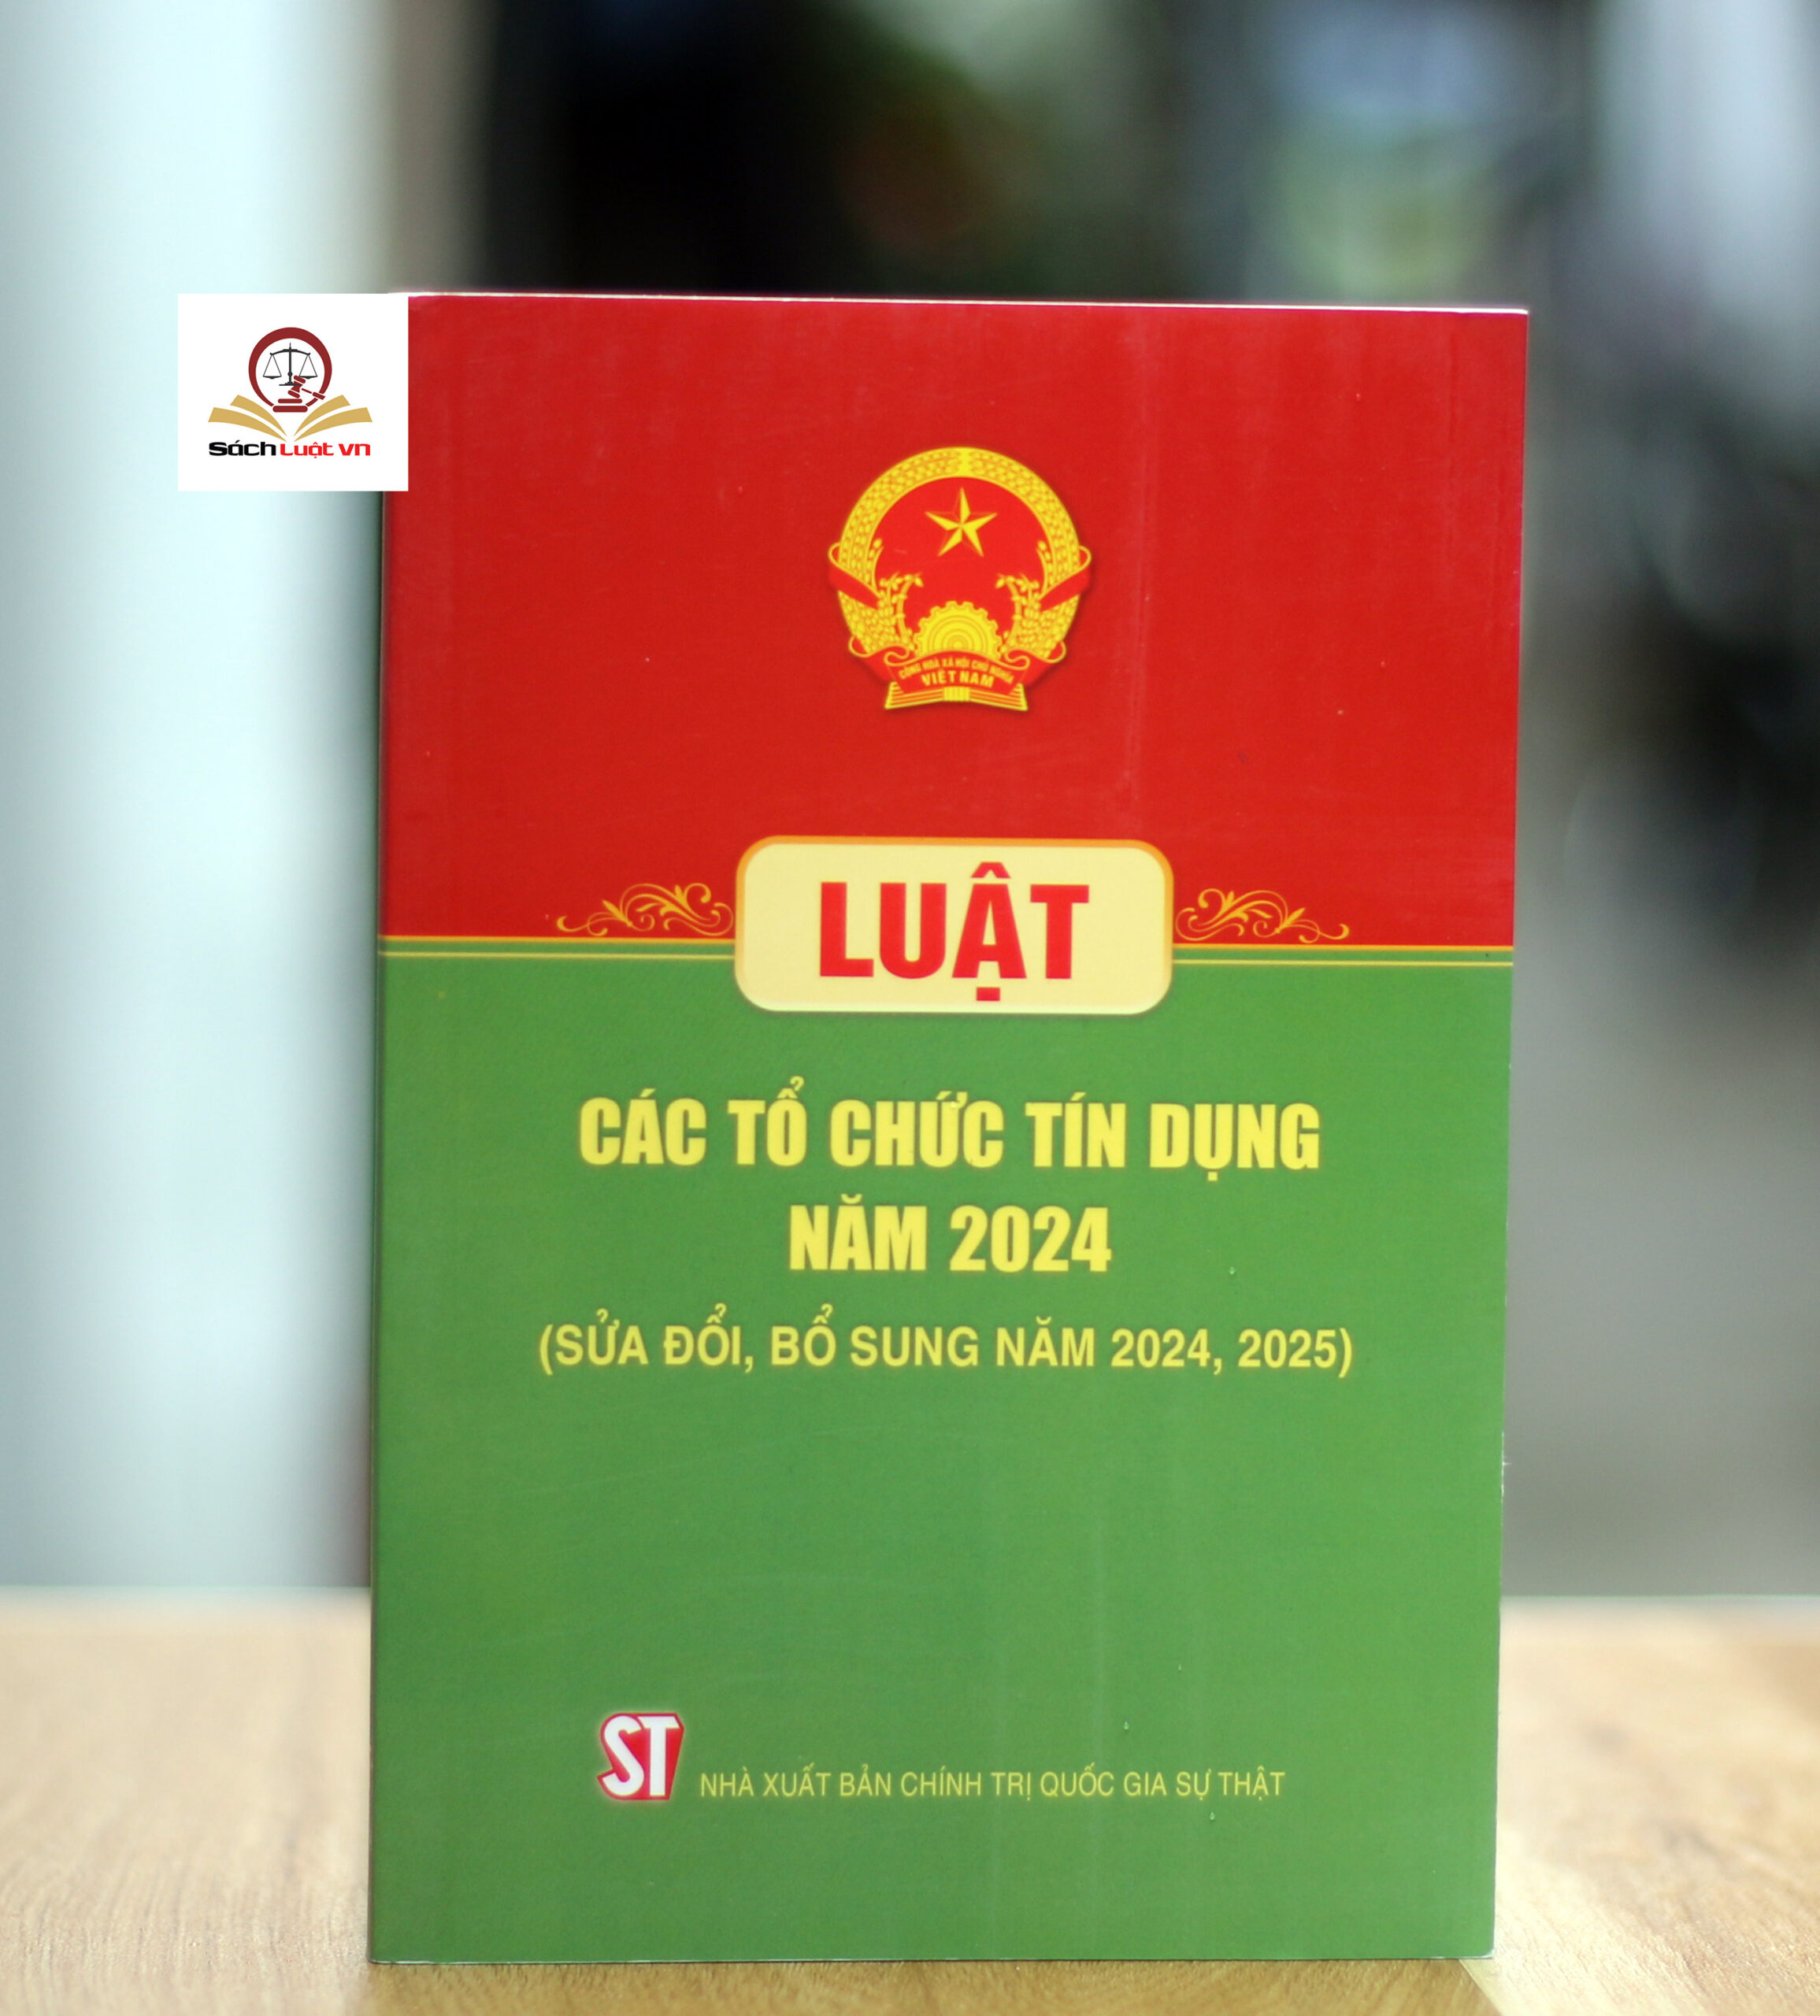 Sách Luật vn
CỘNG HOÀ XÃ HỘI CHỦ NGHĨA
VIỆT NAM
LUẬT
CÁC TỔ CHỨC TÍN DỤNG
NĂM 2024
(SỬA ĐỔI, BỔ SUNG NĂM 2024, 2025)
ST
NHÀ XUẤT BẢN CHÍNH TRỊ QUỐC GIA SỰ THẬT